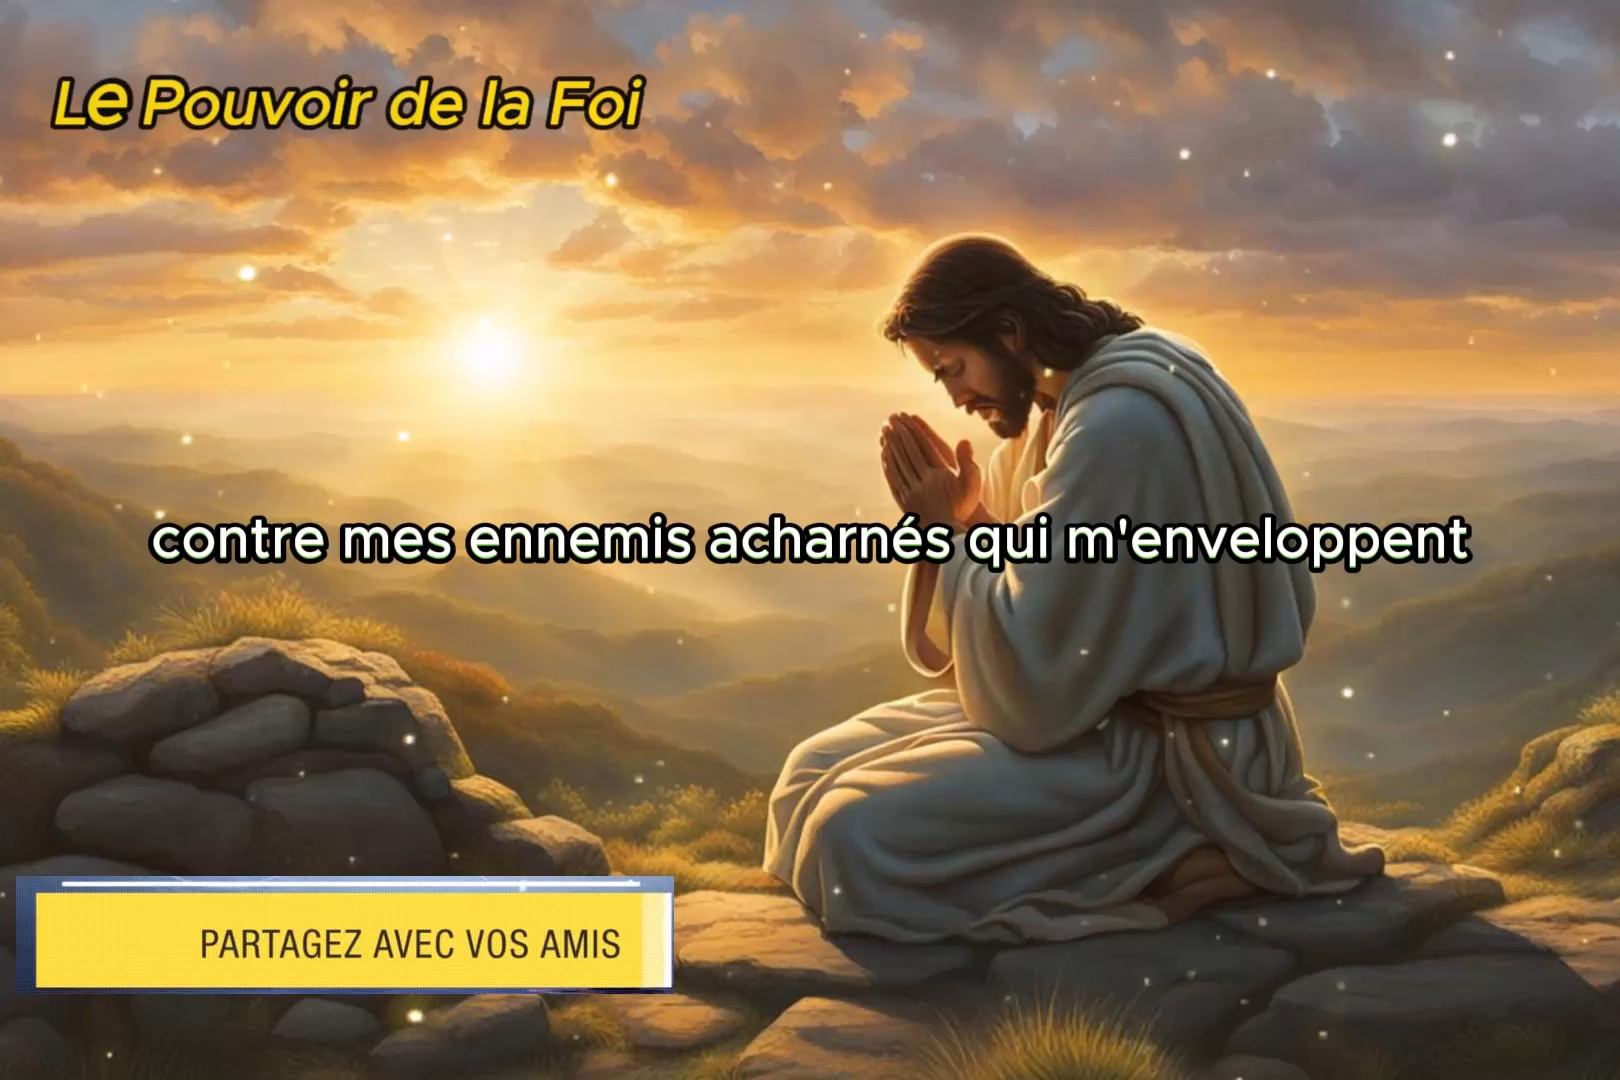 Le Pouvoir de la Foi
contre mes ennemis acharnés qui m'enveloppent
PARTAGEZ AVEC VOS AMIS